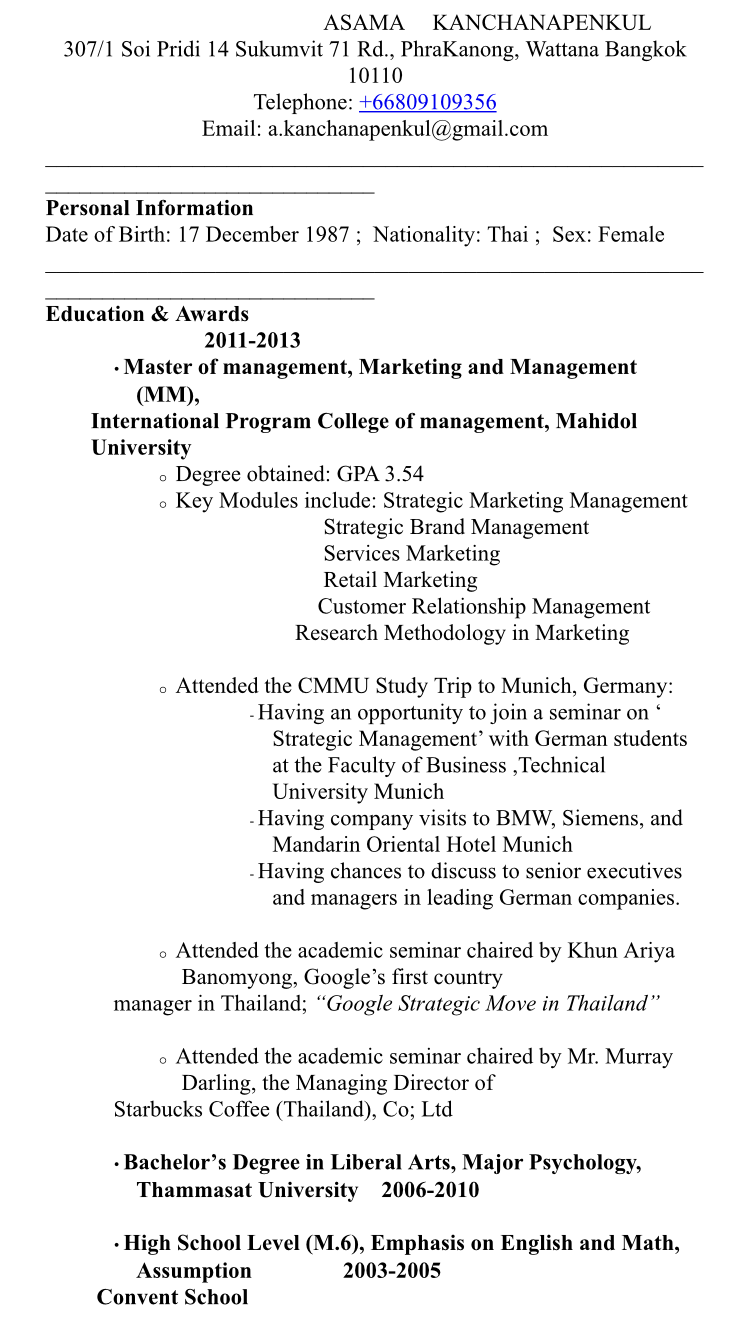 ASAMA KANCHANAPENKUL
307/1 Soi Pridi 14 Sukumvit 71 Rd., PhraKanong, Wattana Bangkok
10110
Telephone: +66809109356
Email: a.kanchanapenkul@gmail.com
Personal Information
Date of Birth: 17 December 1987 ; Nationality: Thai ; Sex: Female
Education & Awards
2011-2013
· Master of management, Marketing and Management
(MM),
International Program College of management, Mahidol
University
o Degree obtained: GPA 3.54
o Key Modules include: Strategic Marketing Management
Strategic Brand Management
Services Marketing
Retail Marketing
Customer Relationship Management
Research Methodology in Marketing
o Attended the CMMU Study Trip to Munich, Germany:
- Having an opportunity to join a seminar on ‘
Strategic Management’ with German students
at the Faculty of Business ,Technical
University Munich
- Having company visits to BMW, Siemens, and
Mandarin Oriental Hotel Munich
- Having chances to discuss to senior executives
and managers in leading German companies.
o Attended the academic seminar chaired by Khun Ariya
Banomyong, Google’s first country
manager in Thailand; “Google Strategic Move in Thailand”
o Attended the academic seminar chaired by Mr. Murray
Darling, the Managing Director of
Starbucks Coffee (Thailand), Co; Ltd
· Bachelor’s Degree in Liberal Arts, Major Psychology,
Thammasat University 2006-2010
· High School Level (M.6), Emphasis on English and Math,
Assumption 2003-2005
Convent School